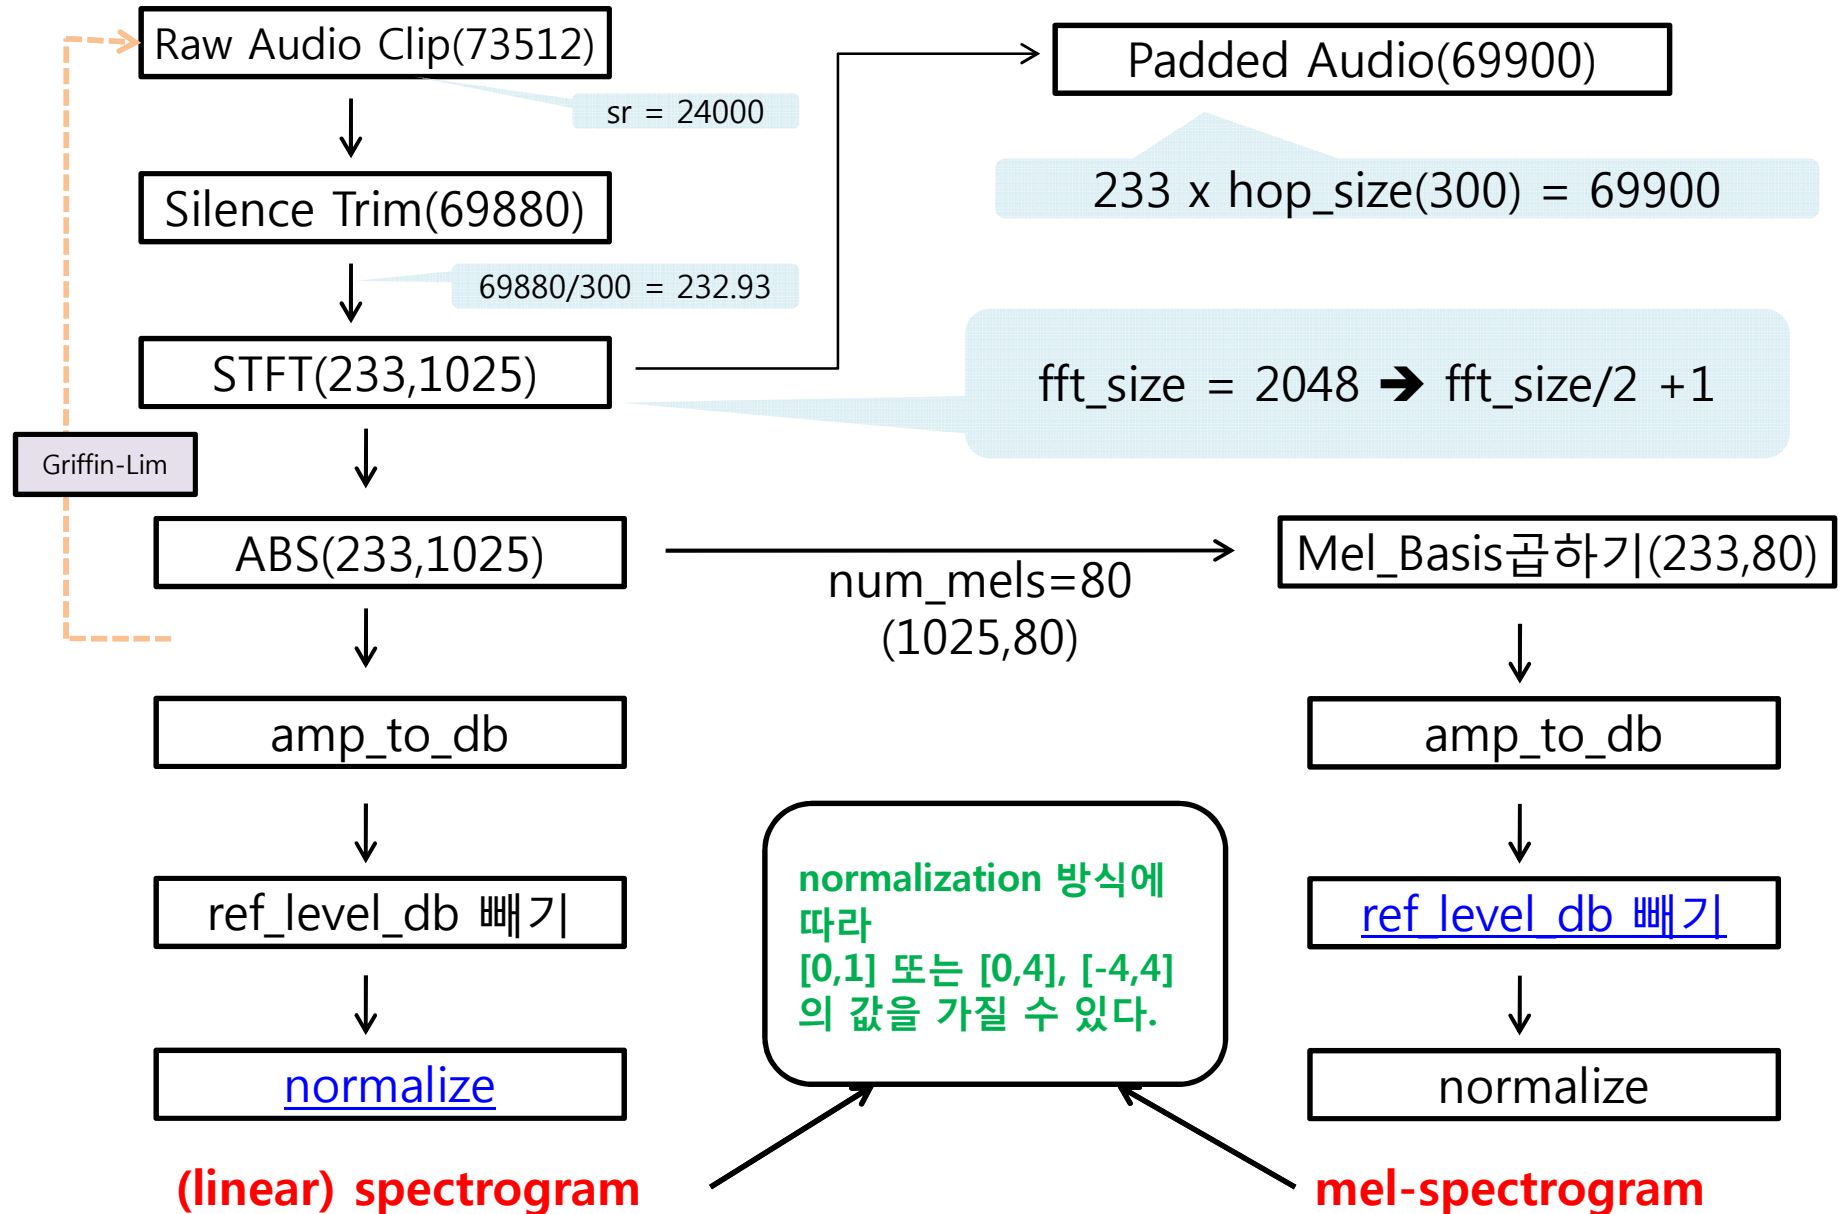 Raw Audio Clip(73512)
Padded Audio(69900)
sr = 24000
Silence Trim(69880)
233 x hop_size(300) = 69900
69880/300 = 232.93
STFT(233,1025)
fft_size = 2048 ➔ fft_size/2 +1
Griffin-Lim
ABS(233,1025)
num_mels=80
(1025,80)
Mel_Basis곱하기(233,80)
amp_to_db
amp_to_db
ref_level_db 빼기
normalization 방식에
따라
[0,1] 또는 [0,4], [-4,4]
의 값을 가질 수 있다.
ref_level_db 빼기
normalize
normalize
(linear) spectrogram
mel-spectrogram